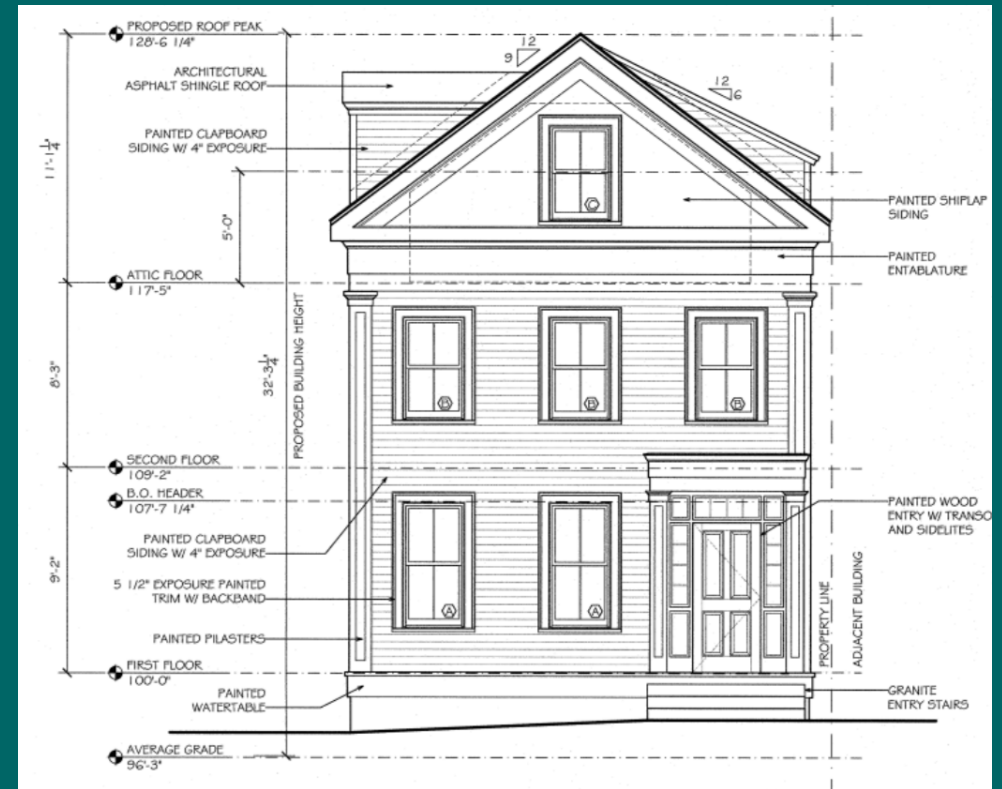 PROPOSED ROOF PEAK
128'-6 1/4"
12
9
12
6
ARCHITECTURAL
ASPHALT SHINGLE ROOF
PAINTED CLAPBOARD
SIDING W/ 4" EXPOSURE
11'-1 1/4"
5'-0"
C
PAINTED SHIPLAP
SIDING
PAINTED
ENTABLATURE
ATTIC FLOOR
117'-5"
8'-3"
32'-3 1/4"
PROPOSED BUILDING HEIGHT
B
B
B
SECOND FLOOR
109'-2"
B.O. HEADER
107'-7 1/4"
PAINTED WOOD
ENTRY W/ TRANSO
AND SIDELITES
PAINTED CLAPBOARD
SIDING W/ 4" EXPOSURE
9'-2"
5 1/2" EXPOSURE PAINTED
TRIM W/ BACKBAND
A
A
PAINTED PILASTERS
PROPERTY LINE
ADJACENT BUILDING
FIRST FLOOR
100'-0"
PAINTED
WATERTABLE
GRANITE
ENTRY STAIRS
AVERAGE GRADE
96'-3"